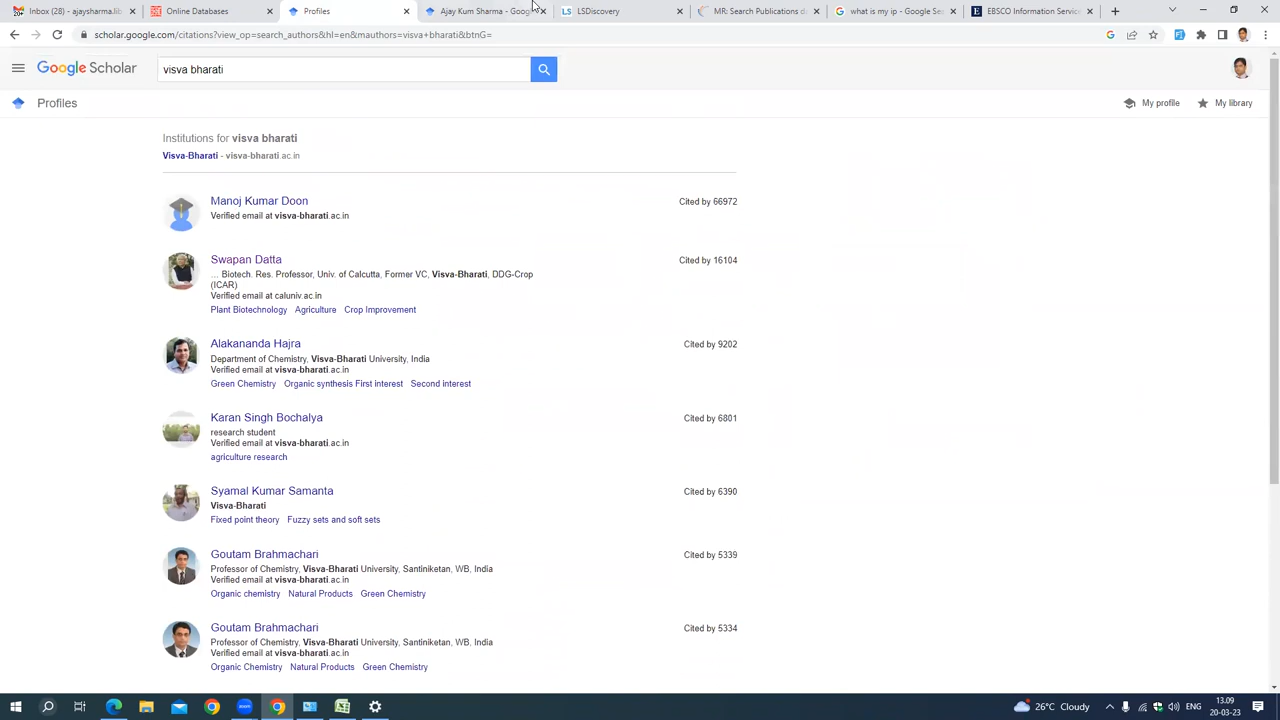 Inbox (28) - ajaysharma.lib
Online Databases
Profiles
Ajay Kum Sharma - Goog
LSDiscovery
MR: Search Publications d
what is my ip - Google Se
EBSCO Information Service
scholar.google.com/citations?view_op=search_authors&hl=en&mauthors=visva+bharati&btnG=
Google Scholar
visva bharati
Profiles
My profile
My library
Institutions for visva bharati
Visva-Bharati - visva-bharati.ac.in
Manoj Kumar Doon
Cited by 66972
Verified email at visva-bharati.ac.in
Swapan Datta
Cited by 16104
... Biotech. Res. Professor, Univ. of Calcutta, Former VC, Visva-Bharati, DDG-Crop
(ICAR)
Verified email at caluniv.ac.in
Plant Biotechnology Agriculture Crop Improvement
Alakananda Hajra
Cited by 9202
Department of Chemistry, Visva-Bharati University, India
Verified email at visva-bharati.ac.in
Green Chemistry Organic synthesis First interest Second interest
Karan Singh Bochalya
Cited by 6801
research student
Verified email at visva-bharati.ac.in
agriculture research
Syamal Kumar Samanta
Cited by 6390
Visva-Bharati
Fixed point theory Fuzzy sets and soft sets
Goutam Brahmachari
Cited by 5339
Professor of Chemistry, Visva-Bharati University, Santiniketan, WB, India
Verified email at visva-bharati.ac.in
Organic chemistry Natural Products Green Chemistry
Goutam Brahmachari
Cited by 5334
Professor of Chemistry, Visva-Bharati University, Santiniketan, WB, India
Verified email at visva-bharati.ac.in
Organic Chemistry Natural Products Green Chemistry
26°C Cloudy
ENG
13.09
20-03-23